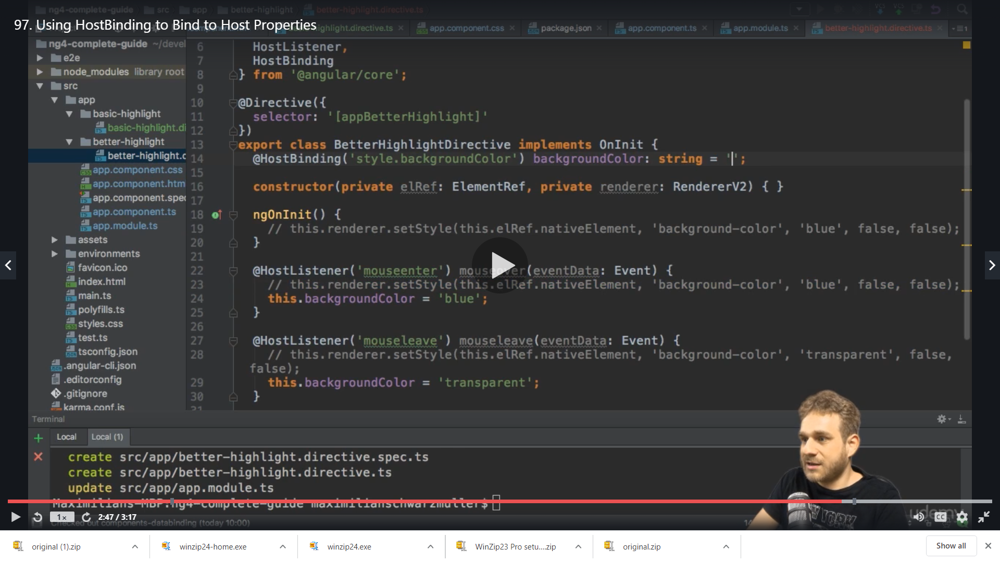 ng4-complete-guide src app better-highlight better-highlight.directive.ts
97. Using HostBinding to Bind to Host Properties
highlight.directive.ts app.component.css package.json app.component.ts app.module.ts better-highlight.directive.ts
ng4-complete-guide ~/devel
e2e
node_modules library root
src
app
basic-highlight
basic-highlight.di
better-highlight
better-highlight.d
app.component.css
app.component.htm
app.component.spec
app.component.ts
app.module.ts
assets
environments
favicon.ico
index.html
main.ts
polyfills.ts
styles.css
test.ts
tsconfig.json
.angular-cli.json
.editorconfig
.gitignore
karma.conf.js
6 HostListener,
7 HostBinding
8 } from '@angular/core';
9
10 @Directive({
11 selector: '[appBetterHighlight]'
12 })
13 export class BetterHighlightDirective implements OnInit {
14 @HostBinding('style.backgroundColor') backgroundColor: string = '';
15
16 constructor(private elRef: ElementRef, private renderer: RendererV2) { }
17
18 ngOnInit() {
19 // this.renderer.setStyle(this.elRef.nativeElement, 'background-color', 'blue', false, false);
20 }
21
22 @HostListener('mouseenter') mouseover(eventData: Event) {
23 // this.renderer.setStyle(this.elRef.nativeElement, 'background-color', 'blue', false, false);
24 this.backgroundColor = 'blue';
25 }
26
27 @HostListener('mouseleave') mouseleave(eventData: Event) {
28 // this.renderer.setStyle(this.elRef.nativeElement, 'background-color', 'transparent', false,
false);
29 this.backgroundColor = 'transparent';
30 }
31
Terminal
Local Local (1)
create src/app/better-highlight.directive.spec.ts
create src/app/better-highlight.directive.ts
update src/app/app.module.ts
Maximilians-MBP:ng4-complete-guide maximilianschwarzmuller$
1x 2:47 / 3:17
CC
Checked out components-databinding (today 10:00)
YORK
udemy
original (1).zip
winzip24-home.exe
winzip24.exe
WinZip23 Pro setu....zip
original.zip
Show all